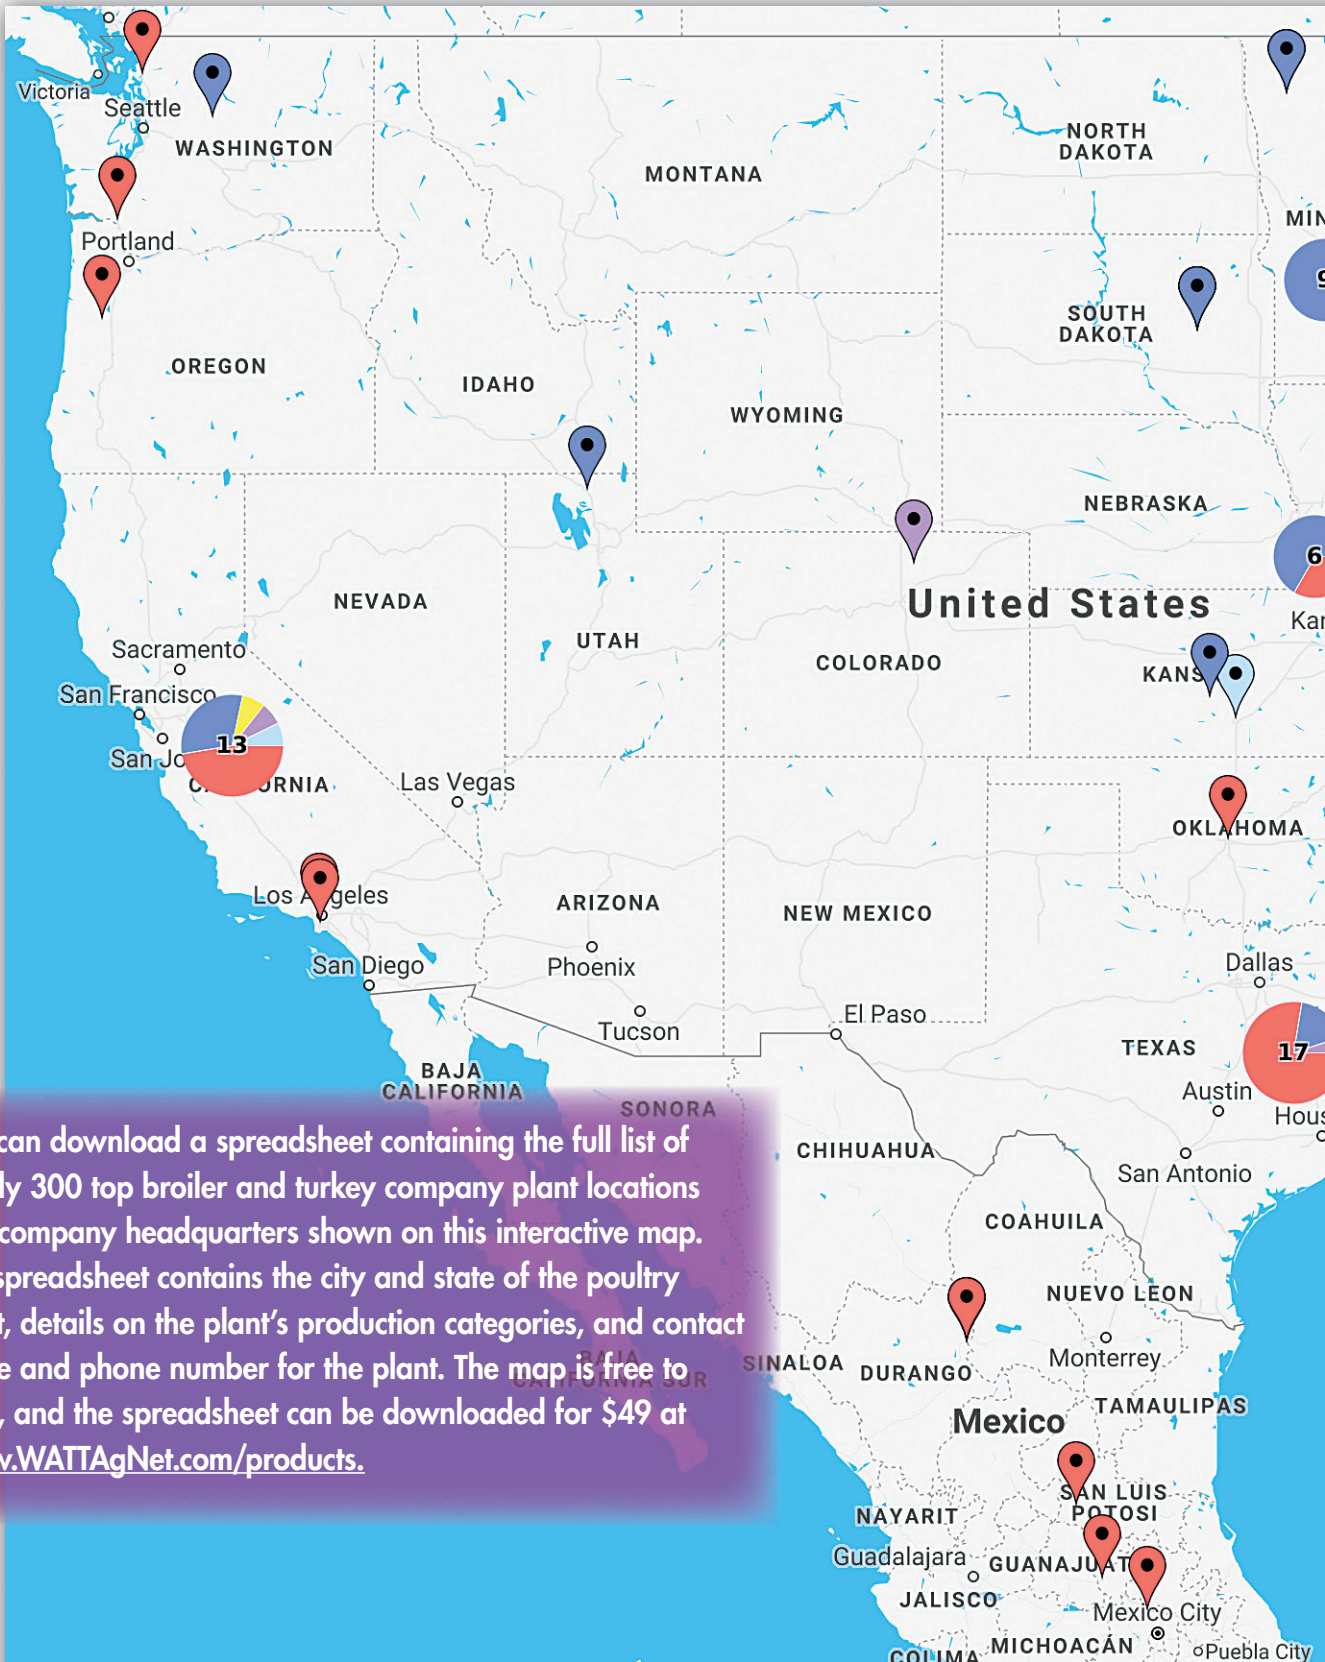 Victoria
Seattle
WASHINGTON
MONTANA
NORTH
DAKOTA
Portland
SOUTH
DAKOTA
OREGON
IDAHO
WYOMING
NEBRASKA
6
United States
NEVADA
UTAH
COLORADO
Sacramento
San Francisco
13
Las Vegas
OKLAHOMA
Los Angeles
ARIZONA
NEW MEXICO
Phoenix
San Diego
Dallas
Tucson
El Paso
TEXAS
17
Austin
BAJA
CALIFORNIA
SONORA
CHIHUAHUA
San Antonio
COAHUILA
NUEVO LEON
Monterrey
SINALOA
DURANGO
TAMAULIPAS
Mexico
SAN LUIS
POTOSI
NAYARIT
Guadalajara
GUANAJUAT
JALISCO
Mexico City
MICHOACÁN
Puebla City
COLIMA
BAJA
CALIFORNIA SUR
can download a spreadsheet containing the full list of
ly 300 top broiler and turkey company plant locations
company headquarters shown on this interactive map.
spreadsheet contains the city and state of the poultry
t, details on the plant's production categories, and contact
e and phone number for the plant. The map is free to
, and the spreadsheet can be downloaded for $49 at
w.WATTAgNet.com/products.